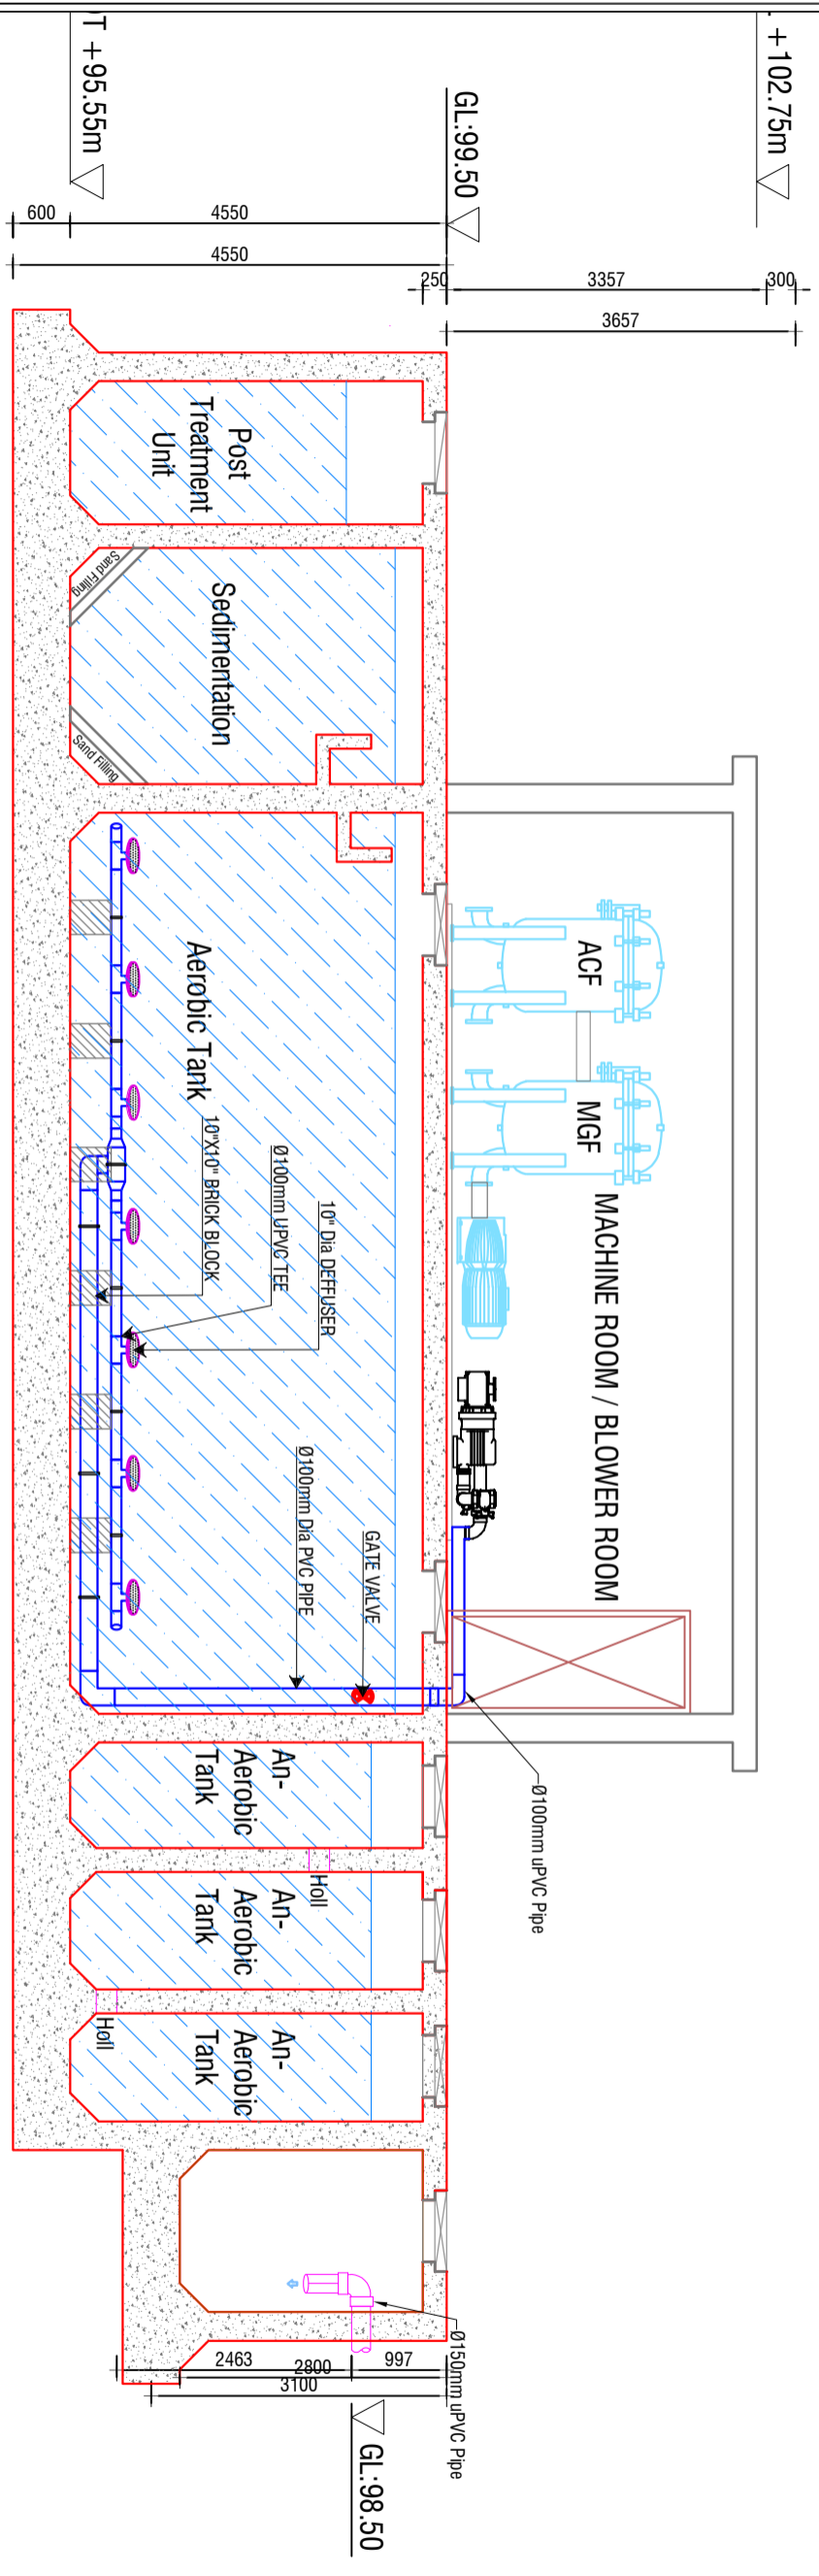 . +102.75m
GL:99.50
OT +95.55m
300
3357
3657
250
4550
4550
600
Post
Treatment
Unit
Sedimentation
Sand Filling
Sand Filling
ACF
MGF
MACHINE ROOM / BLOWER ROOM
Aerobic Tank
10"X10" BRICK BLOCK
Ø100mm UPVC TEE
10" Dia DEFFUSER
Ø100mm Dia PVC PIPE
GATE VALVE
Ø100mm uPVC Pipe
An-
Aerobic
Tank
Holl
An-
Aerobic
Tank
Holl
An-
Aerobic
Tank
Ø150mm uPVC Pipe
997
2463
2800
3100
GL:98.50